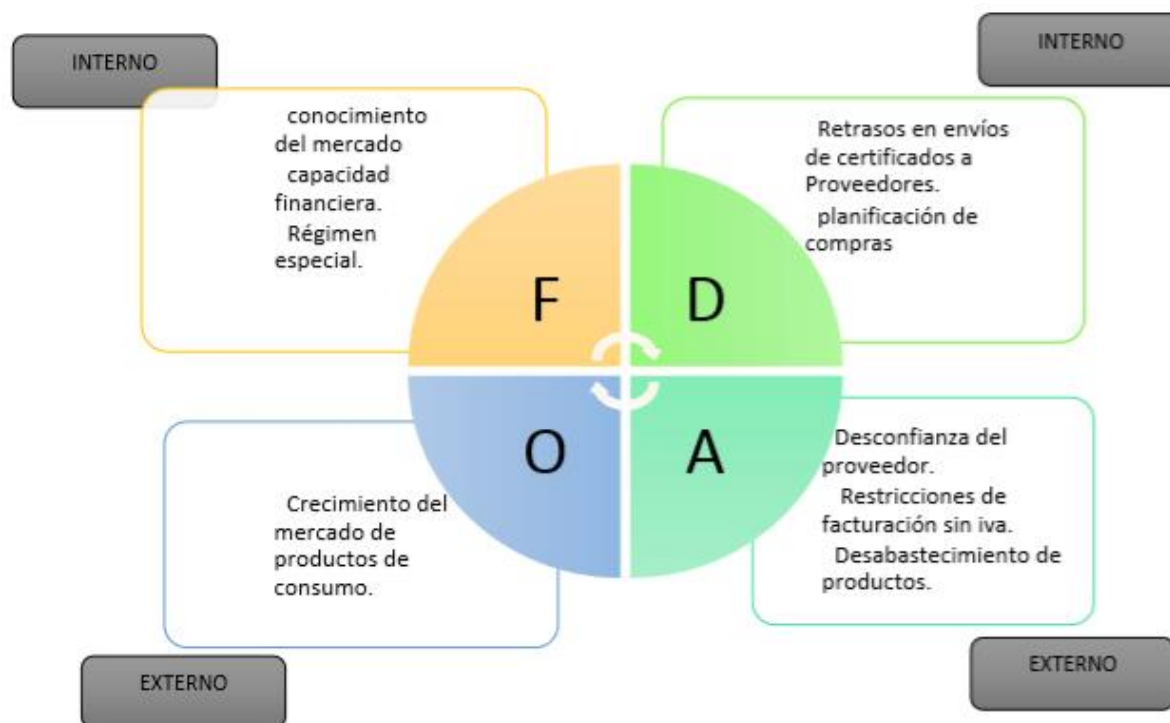 INTERNO
INTERNO
conocimiento
del mercado
capacidad
financiera.
Régimen
especial.
Retrasos en envíos
de certificados a
Proveedores.
planificación de
compras
F
D
O
A
Crecimiento del
mercado de
productos de
consumo.
Desconfianza del
proveedor.
Restricciones de
facturación sin iva.
Desabastecimiento de
productos.
EXTERNO
EXTERNO